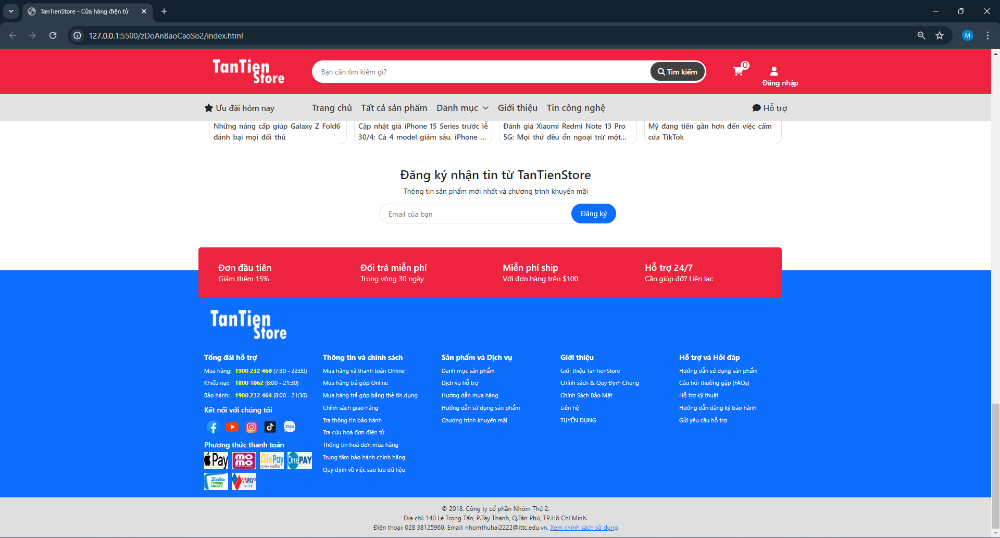 TanTienStore - Cửa hàng điện tử
127.0.0.1:5500/zDoAnBaoCaoSo2/index.html
M
TanTien
Store
Bạn cần tìm kiếm gì?
Tìm kiếm
0
Đăng nhập
Ưu đãi hôm nay
Trang chủ
Tất cả sản phẩm
Danh mục
Giới thiệu
Tin công nghệ
Hỗ trợ
Những nâng cấp giúp Galaxy Z Fold6
đánh bại mọi đối thủ
Cập nhật giá iPhone 15 Series trước lễ
30/4: Cả 4 model giảm sâu, iPhone ...
Đánh giá Xiaomi Redmi Note 13 Pro
5G: Mọi thứ đều ổn ngoại trừ một...
Mỹ đang tiến gần hơn đến việc cấm
cửa TikTok
Đăng ký nhận tin từ TanTienStore
Thông tin sản phẩm mới nhất và chương trình khuyến mãi
Email của bạn
Đăng ký
Đơn đầu tiên
Giảm thêm 15%
Đổi trả miễn phí
Trong vòng 30 ngày
Miễn phí ship
Với đơn hàng trên $100
Hỗ trợ 24/7
Cần giúp đỡ? Liên lạc
TanTien
Store
Tổng đài hỗ trợ
Mua hàng: 1900 232 460 (7:30 - 22:00)
Khiếu nại: 1800 1062 (8:00 - 21:30)
Bảo hành: 1900 232 464 (8:00 - 21:30)
Kết nối với chúng tôi
Zalo
Phương thức thanh toán
Pay
mo
mo
AlePay
payment simplified
OnePAY
Zalo
Pay
VNPAY
Thông tin và chính sách
Mua hàng và thanh toán Online
Mua hàng trả góp Online
Mua hàng trả góp bằng thẻ tín dụng
Chính sách giao hàng
Tra thông tin bảo hành
Tra cứu hoá đơn điện tử
Thông tin hoá đơn mua hàng
Trung tâm bảo hành chính hãng
Quy định về việc sao lưu dữ liệu
Sản phẩm và Dịch vụ
Danh mục sản phẩm
Dịch vụ hỗ trợ
Hướng dẫn mua hàng
Hướng dẫn sử dụng sản phẩm
Chương trình khuyến mãi
Giới thiệu
Giới thiệu TanTienStore
Chính sách & Quy Định Chung
Chính Sách Bảo Mật
Liên hệ
TUYỂN DỤNG
Hỗ trợ và Hỏi đáp
Hướng dẫn sử dụng sản phẩm
Câu hỏi thường gặp (FAQs)
Hỗ trợ kỹ thuật
Hướng dẫn đăng ký bảo hành
Gửi yêu cầu hỗ trợ
© 2018. Công ty cổ phần Nhóm Thứ 2.
Địa chỉ: 140 Lê Trọng Tấn, P.Tây Thạnh, Q.Tân Phú, TP.Hồ Chí Minh.
Điện thoại: 028 38125960. Email: nhomthuhai2222@ittc.edu.vn. Xem chính sách sử dụng